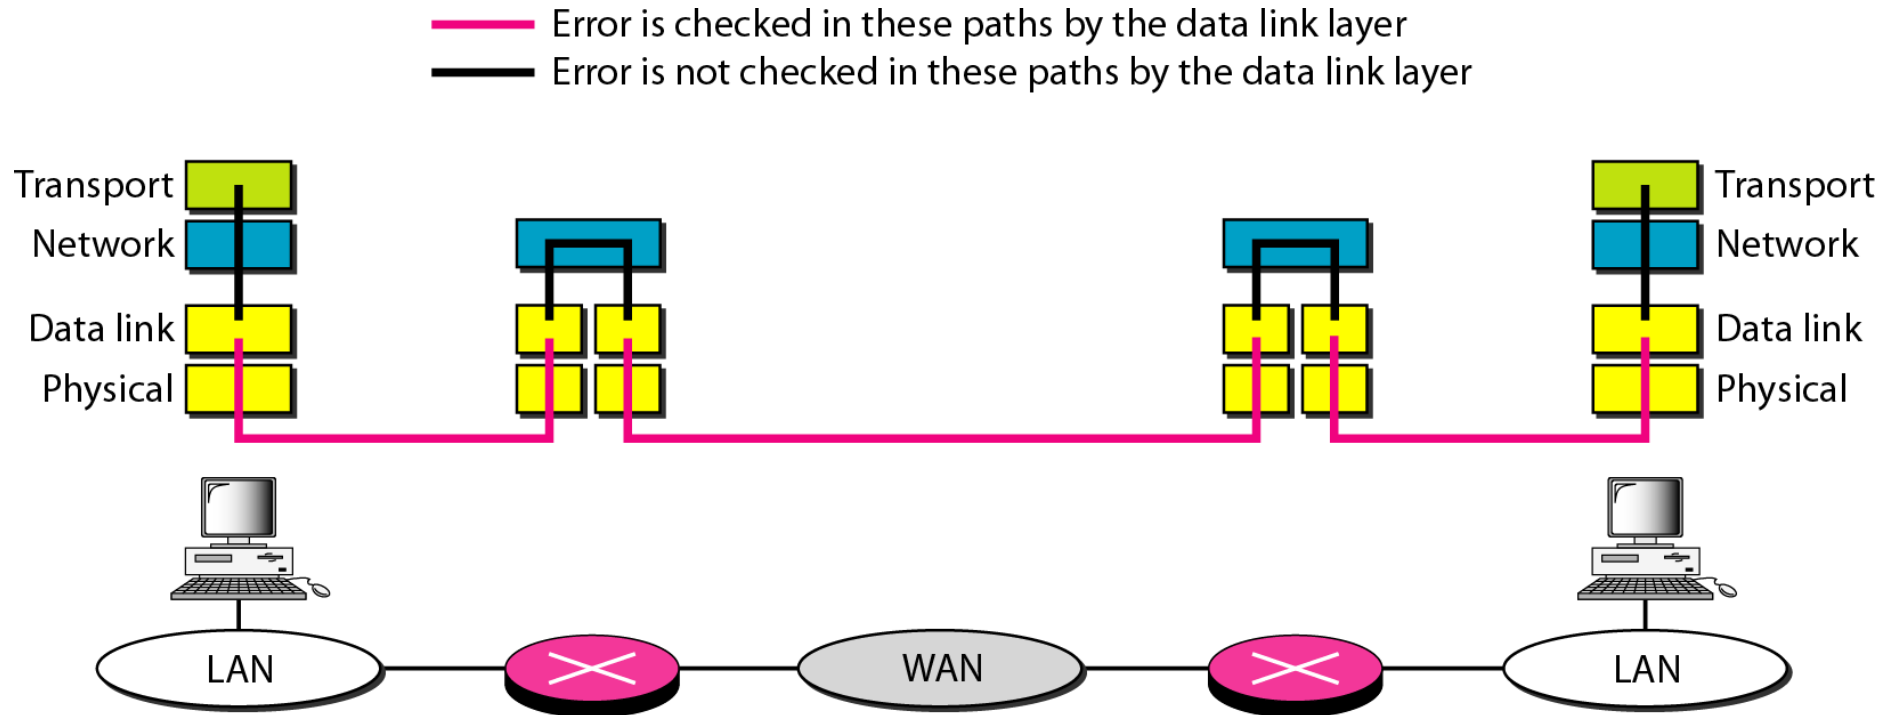 Error is checked in these paths by the data link layer
Error is not checked in these paths by the data link layer
Transport
Network
Data link
Physical
Transport
Network
Data link
Physical
LAN
WAN
LAN